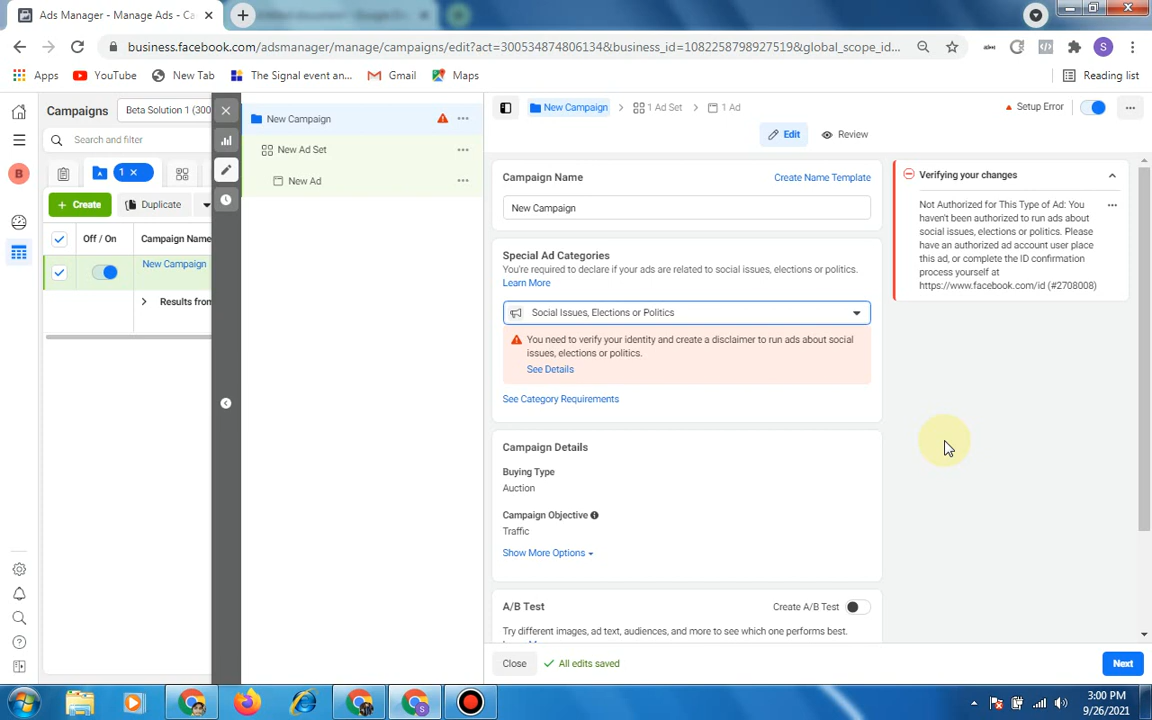 Ads Manager - Manage Ads - Ca
business.facebook.com/adsmanager/manage/campaigns/edit?act=300534874806134&business_id=1082258798927519&global_scope_id...
Apps
YouTube
New Tab
The Signal event an...
Gmail
Maps
Reading list
Campaigns
Beta Solution 1 (300
Search and filter
1
Create
Duplicate
Off / On
Campaign Name
New Campaign
Results from
New Campaign
New Ad Set
New Ad
New Campaign
1 Ad Set
1 Ad
Setup Error
Edit
Review
Campaign Name
Create Name Template
New Campaign
Special Ad Categories
You're required to declare if your ads are related to social issues, elections or politics.
Learn More
Social Issues, Elections or Politics
You need to verify your identity and create a disclaimer to run ads about social
issues, elections or politics.
See Details
See Category Requirements
Campaign Details
Buying Type
Auction
Campaign Objective
Traffic
Show More Options
A/B Test
Create A/B Test
Try different images, ad text, audiences, and more to see which one performs best.
Close
All edits saved
Next
Verifying your changes
Not Authorized for This Type of Ad: You
haven't been authorized to run ads about
social issues, elections or politics. Please
have an authorized ad account user place
this ad, or complete the ID confirmation
process yourself at
https://www.facebook.com/id (#2708008)
B
S
3:00 PM
9/26/2021